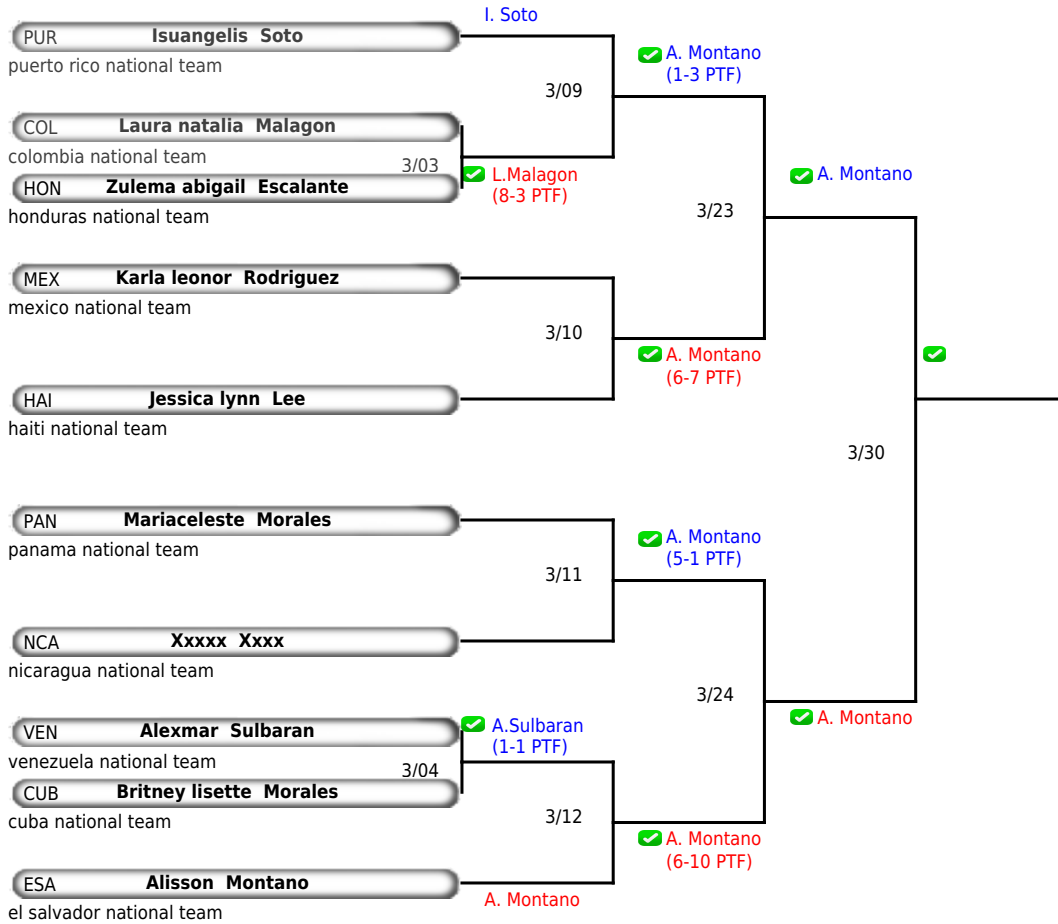 I. Soto
PUR Isuangelis Soto
puerto rico national team
A. Montano
(1-3 PTF)
3/09
COL Laura natalia Malagon
colombia national team
3/03
L.Malagon
(8-3 PTF)
HON Zulema abigail Escalante
honduras national team
A. Montano
3/23
MEX Karla leonor Rodriguez
mexico national team
3/10
A. Montano
(6-7 PTF)
HAI Jessica lynn Lee
haiti national team
3/30
PAN Mariaceleste Morales
panama national team
A. Montano
(5-1 PTF)
3/11
NCA Xxxxx Xxxx
nicaragua national team
3/24
A. Montano
VEN Alexmar Sulbaran
venezuela national team
A.Sulbaran
(1-1 PTF)
3/04
CUB Britney lisette Morales
cuba national team
3/12
A. Montano
(6-10 PTF)
ESA Alisson Montano
el salvador national team
A. Montano